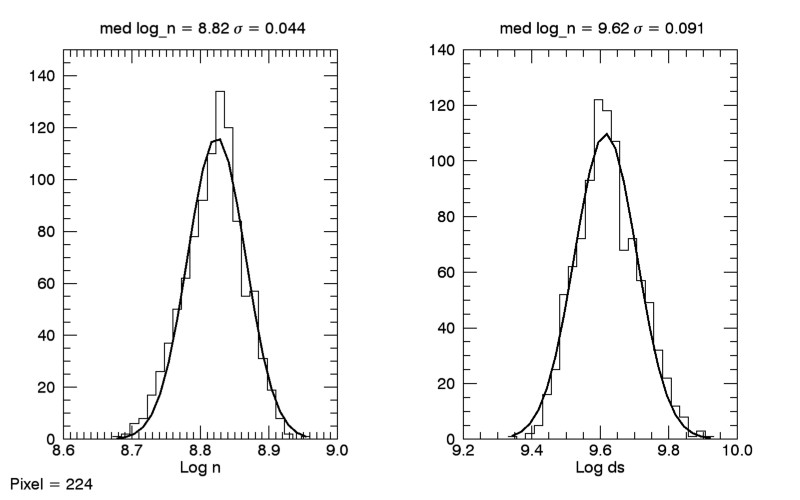 med log_n = 8.82 σ = 0.044
med log_n = 9.62 σ = 0.091
140
120
100
80
60
40
20
0
8.6 8.7 8.8 8.9 9.0
Log n
140
120
100
80
60
40
20
0
9.2 9.4 9.6 9.8 10.0
Log ds
Pixel = 224